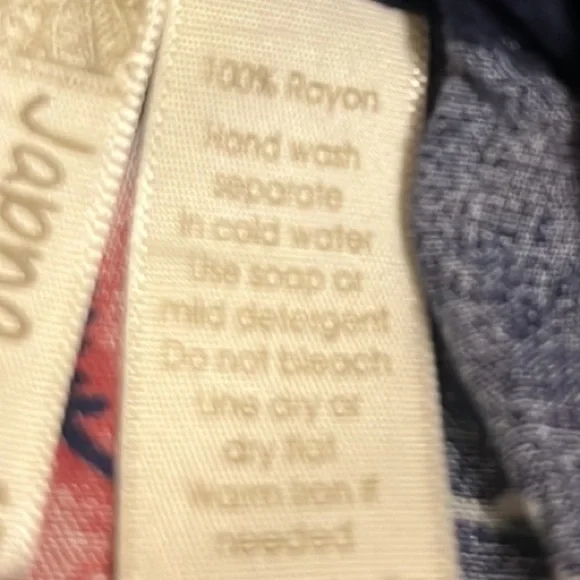 Japna
100% Rayon
Hand wash
separate
In cold water
Use soap or
mild detergent
Do not bleach
Line dry or
dry flat
Warm iron if
needed